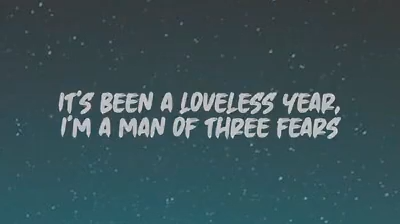 IT'S BEEN A LOVELESS YEAR,
I'M A MAN OF THREE FEARS